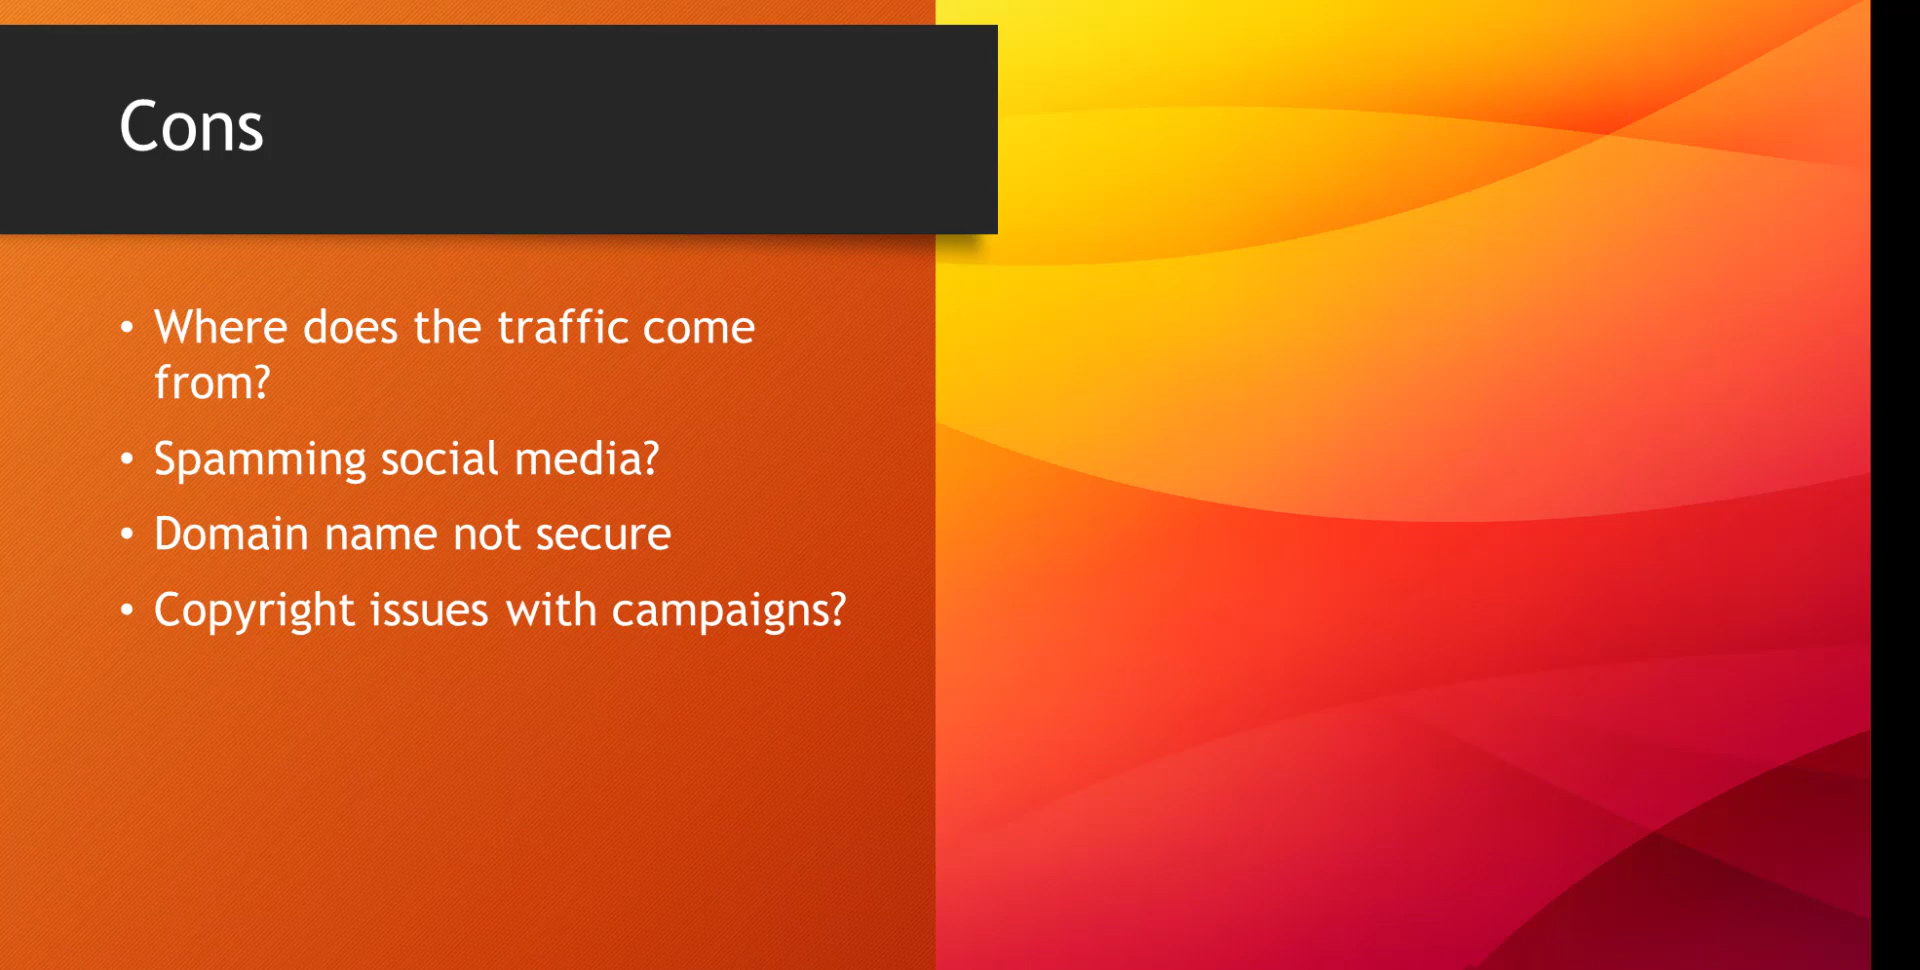 Cons
• Where does the traffic come
from?
• Spamming social media?
• Domain name not secure
• Copyright issues with campaigns?